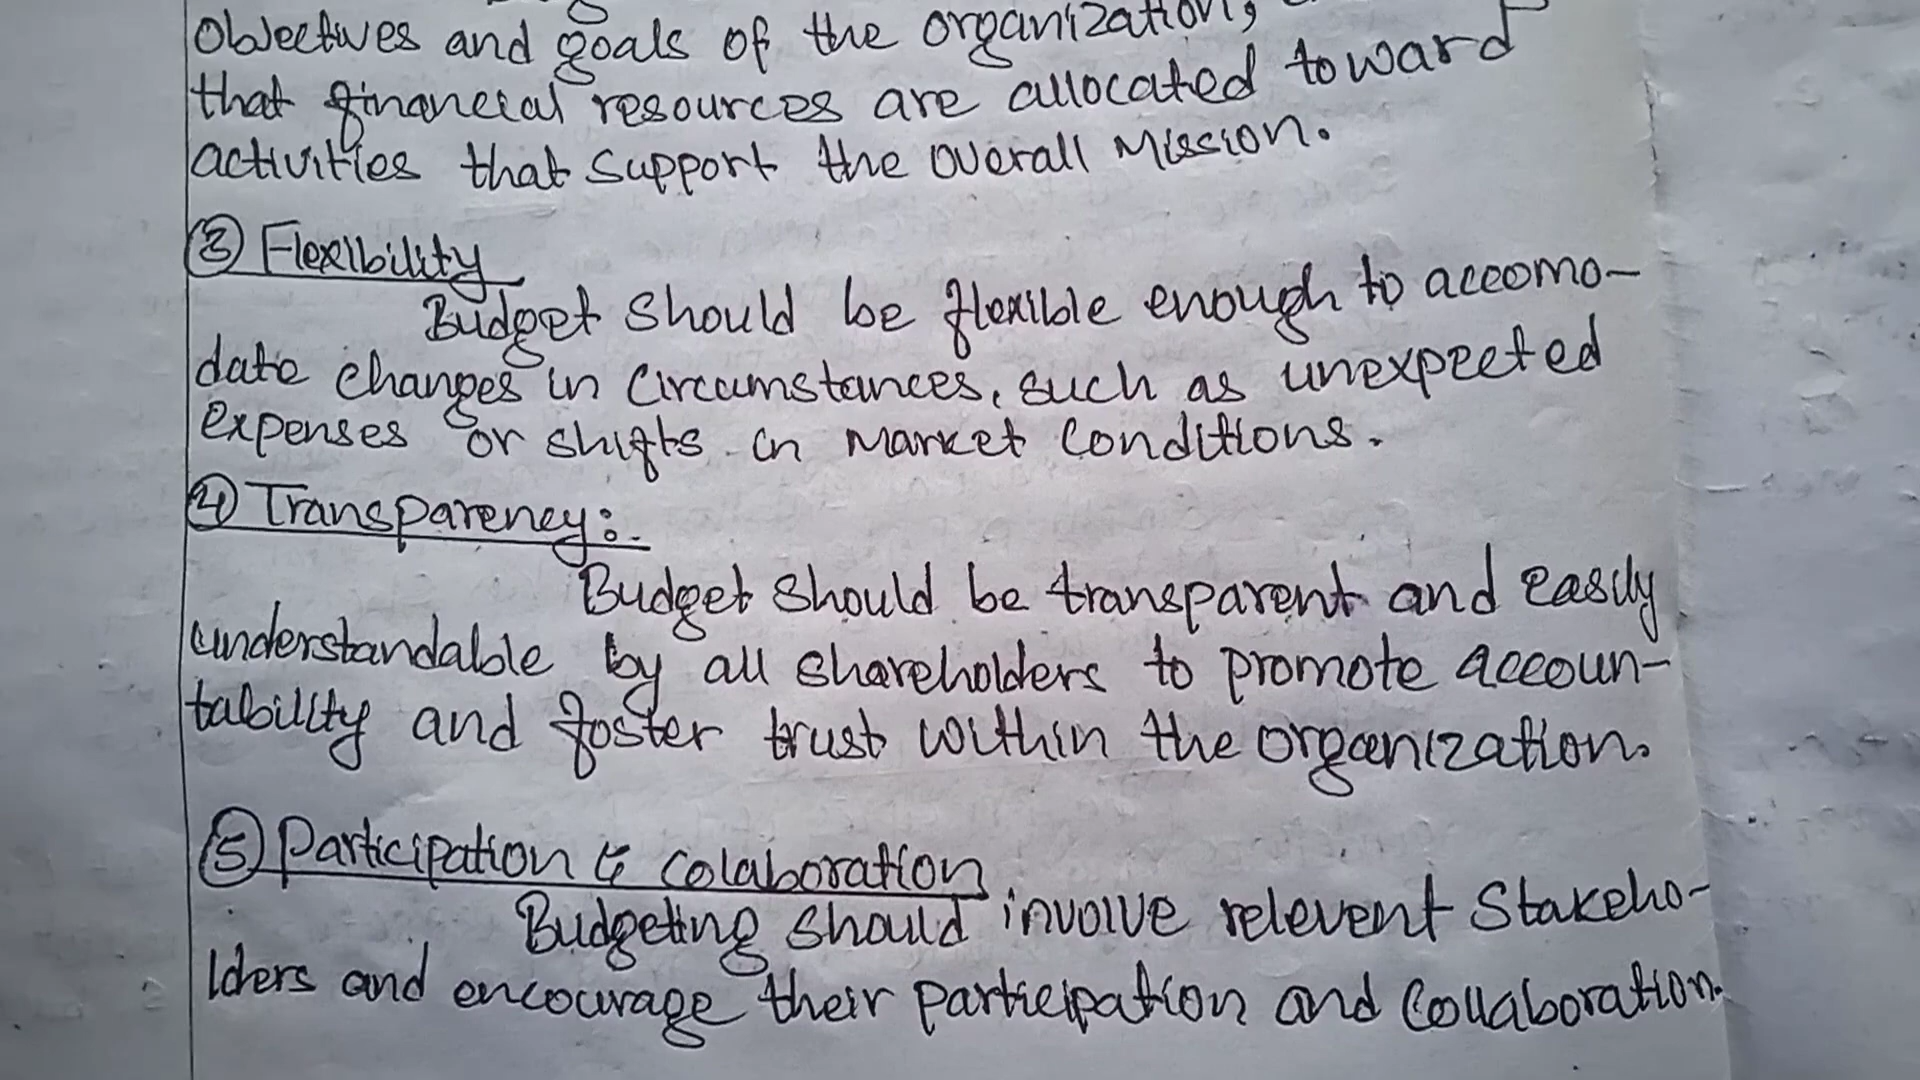 objectives and goals of the organization,
that financial resources are allocated toward
activities that support the overall Mission.
③ Flexibility
Budget should be flexible enough to accomo-
date changes in circumstances, such as unexpected
expenses or shifts in market conditions.
④ Transparency:-
Budget should be transparent and easily
understandable by all shareholders to promote accoun-
tability and foster trust within the organization.
⑤ Participation & colaboration
Budgeting should involve relevent Stakeho-
lders and encourage their participation and Collaboration.